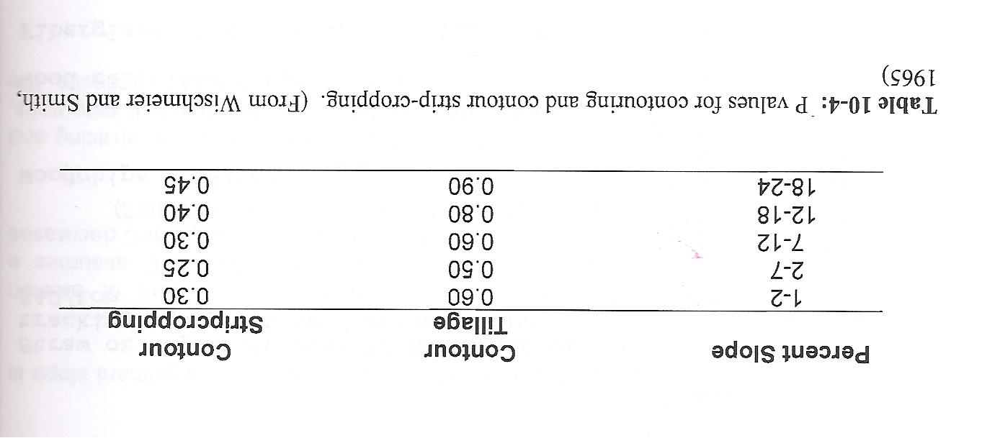 Percent Slope Contour Tillage Contour Stripcropping
1-2 0.60 0.30
2-7 0.50 0.25
7-12 0.60 0.30
12-18 0.80 0.40
18-24 0.90 0.45
Table 10-4: P values for contouring and contour strip-cropping. (From Wischmeier and Smith,
1965)